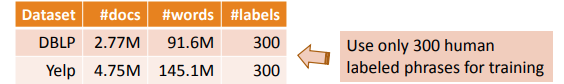 Dataset #docs #words #labels
DBLP 2.77M 91.6M 300
Yelp 4.75M 145.1M 300
Use only 300 human
labeled phrases for training